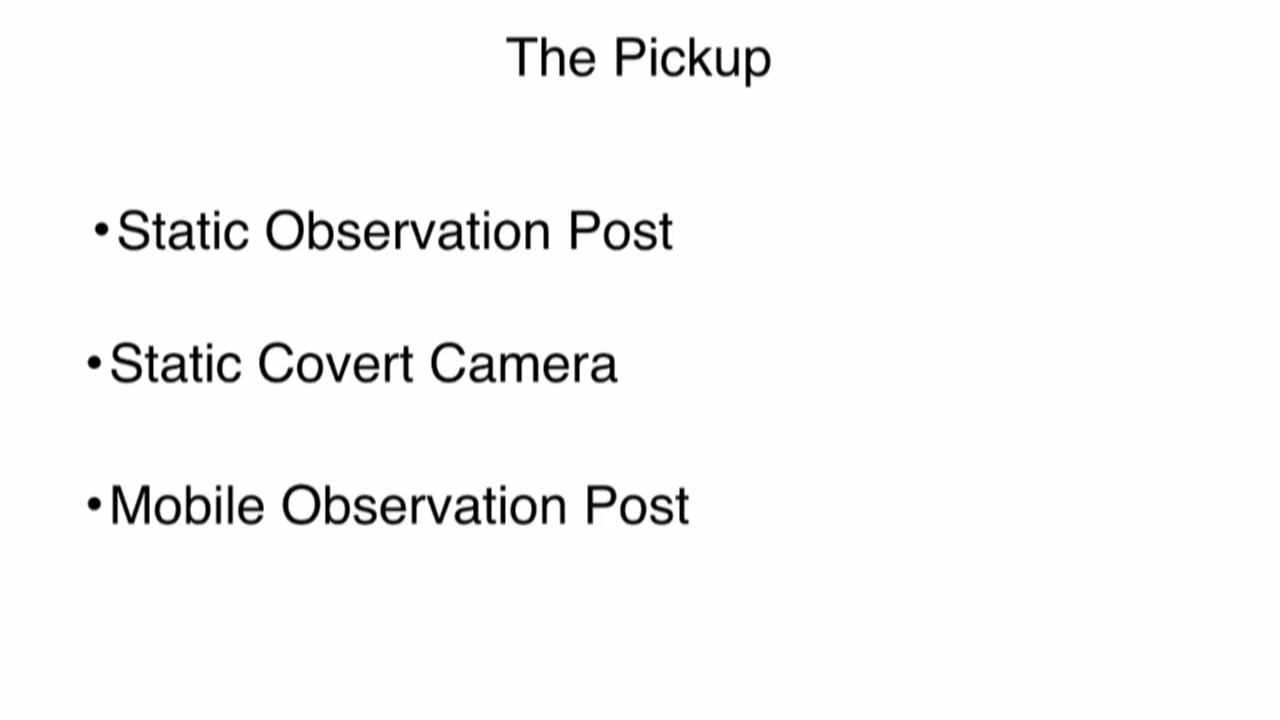 The Pickup
•Static Observation Post
•Static Covert Camera
•Mobile Observation Post